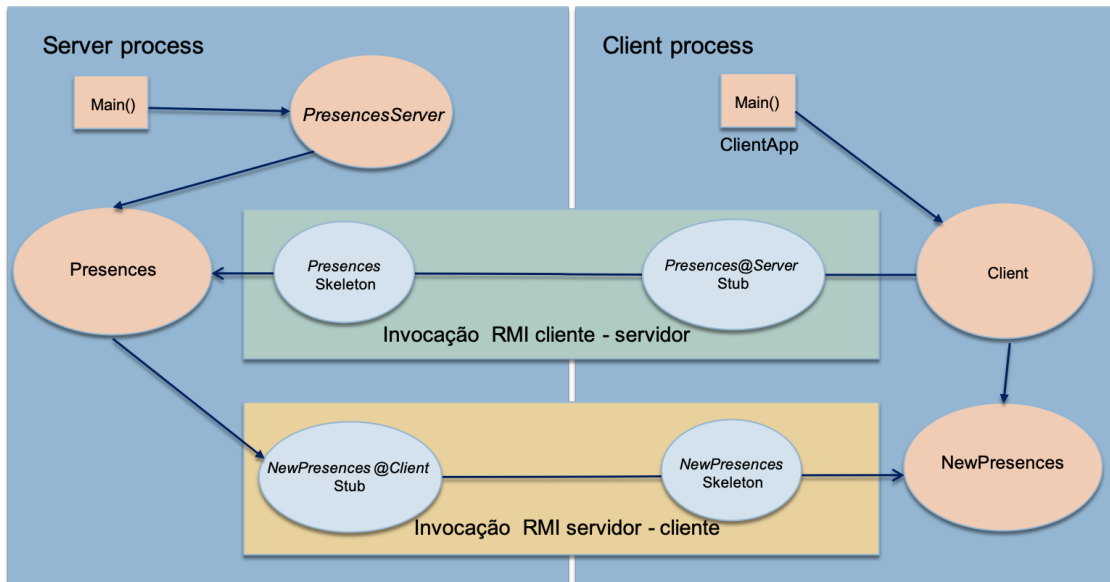 Server process
Client process
Main()
PresencesServer
Main()
ClientApp
Presences
Presences
Skeleton
Presences@Server
Stub
Client
Invocação RMI cliente - servidor
NewPresences @Client
Stub
NewPresences
Skeleton
NewPresences
Invocação RMI servidor - cliente